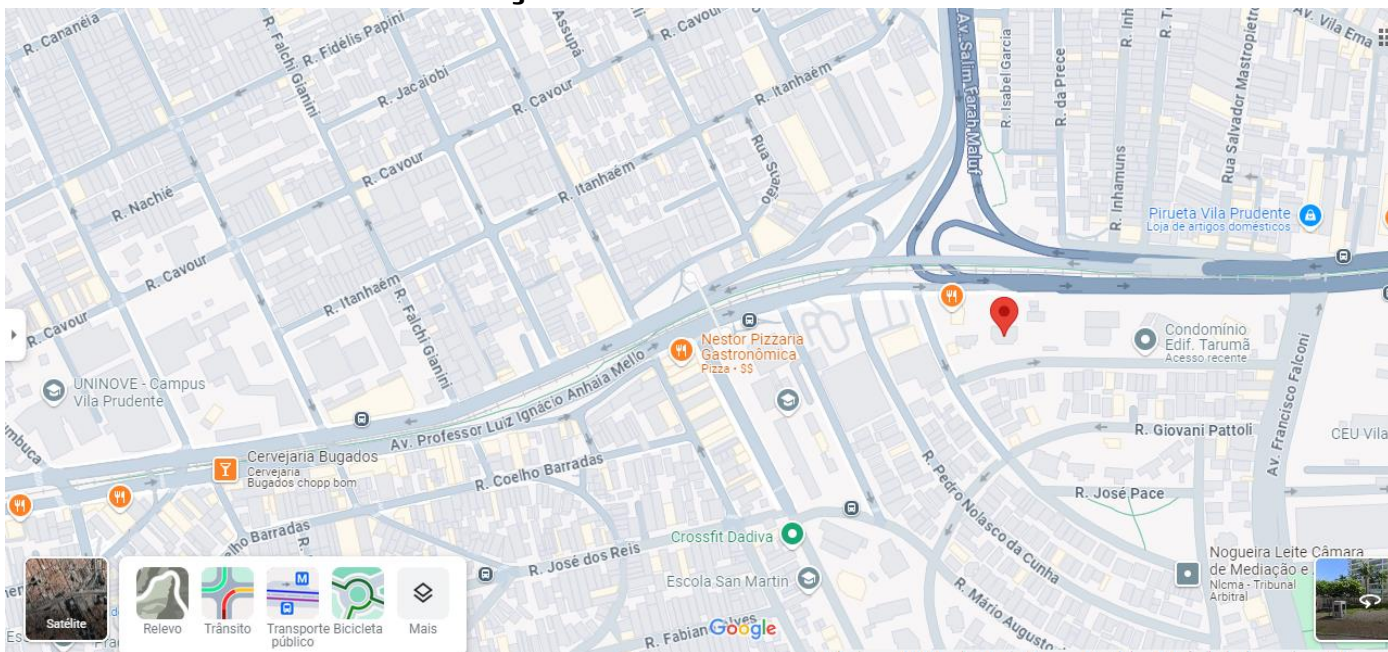 R. Cananéia
R. Falchi Gianini
R. Fidélis Papini
Assupá
R. Cavour
Av. Salim Farah Maluf
R. Isabel Garcia
R. da Prece
R. Inh
Rua Salvador Mastropietro
Av. Vila Ema
R. Jacaiobi
R. Cavour
R. Itanhaém
R. Cavour
Rua Suarão
R. Nachié
R. Itanhaém
R. Inhamuns
Pirueta Vila Prudente
Loja de artigos domésticos
R. Cavour
R. Itanhaém
R. Falchi Gianini
R. Cavour
Nestor Pizzaria
Gastronômica
Pizza • $$
Condomínio
Edif. Tarumã
Acesso recente
UNINOVE - Campus
Vila Prudente
Av. Professor Luiz Ignácio Anhaia Mello
Av. Francisco Falconi
R. Giovani Pattoli
CEU Vila
mbuca
Cervejaria Bugados
Cervejaria
Bugados chopp bom
R. Coelho Barradas
R. Pedro Nolasco da Cunha
R. José Pace
lho Barradas
Crossfit Dadiva
R. José dos Reis
Nogueira Leite Câmara
de Mediação e
Nlcma - Tribunal
Arbitral
Escola San Martin
R. Mário Augusto
R. Fabian
Google
Satélite
Relevo
Trânsito
Transporte público
Bicicleta
Mais